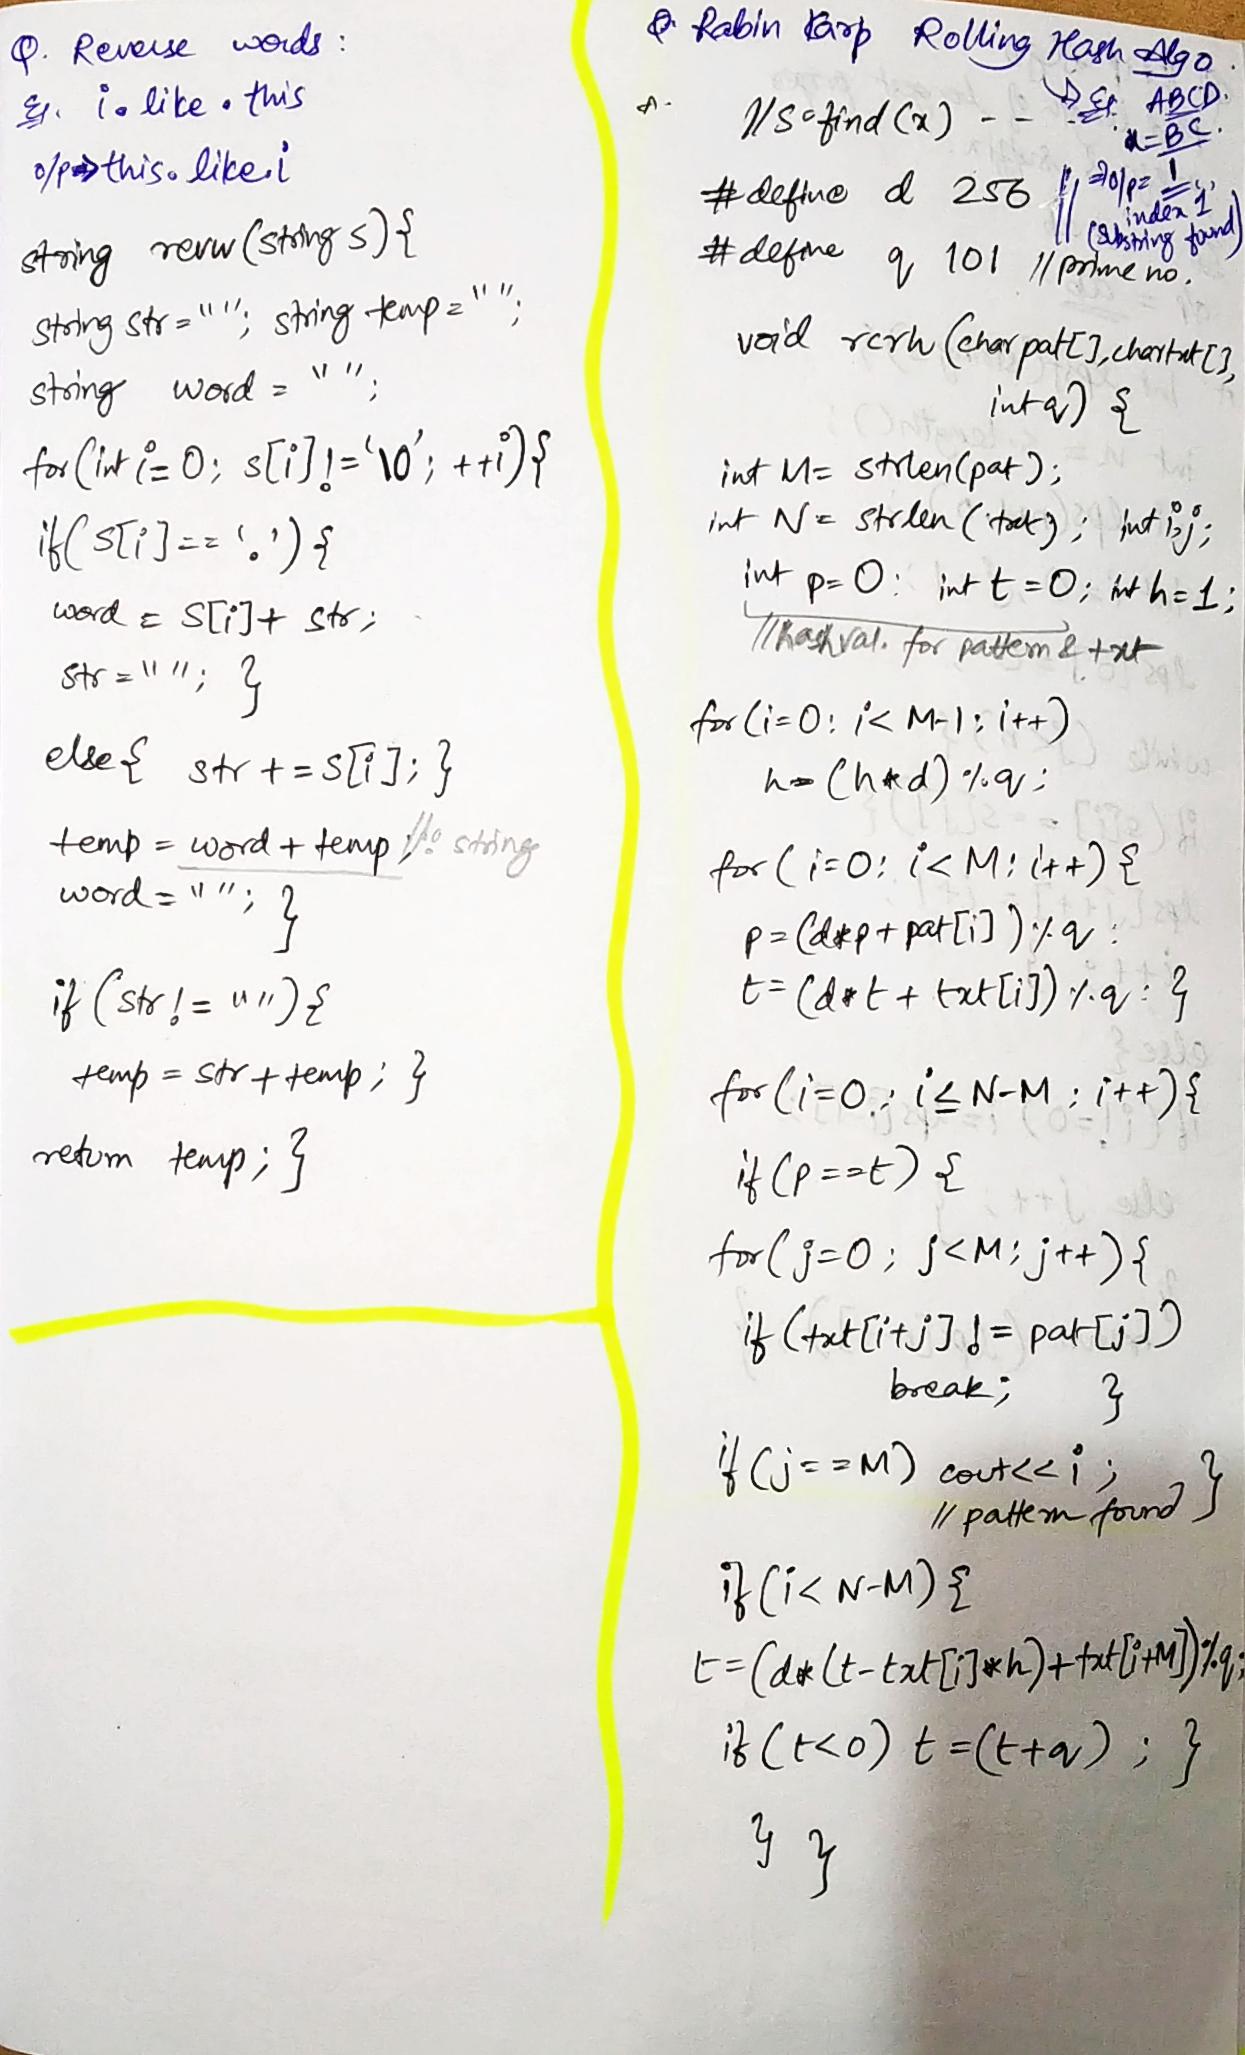 Q. Reverse words :
Eg. i. like . this
o/p => this. like. i
string revw (string s) {
string str = ""; string temp = "";
string word = "";
for (int i= 0; s[i] != '\0'; ++i) {
if( s[i] == '.') {
word = S[i]+ str;
str = ""; }
else { str += s[i]; }
temp = word + temp ; //: string
word = ""; }
if (str != "") {
temp = str + temp ; }
return temp ; }
Q. Rabin Karp Rolling Hash Algo.
A. //s.find (x) - - -
Eg. ABCD.
x=BC.
=> o/p= 1
index '1'
(substring found)
#define d 256 //
#define q 101 // prime no.
void rcrh (char pat[], char txt[],
int q) {
int M= strlen(pat);
int N = strlen (txt); int i,j;
int p=0; int t =0; int h=1;
//hash val. for pattern & txt
for (i=0; i< M-1; i++)
h= (h*d) %q;
for ( i=0; i< M; i++) {
p = (d*p + pat[i] ) %q ;
t= (d*t + txt[i]) %q ; }
for (i=0 ; i<= N-M ; i++) {
if (p ==t) {
for ( j=0 ; j<M; j++) {
if (txt[i+j] != pat[j])
break; }
if (j==M) cout<<i ; }
// pattern found
if (i< N-M) {
t = (d* (t- txt[i]*h)+ txt[i+M])%q;
if (t<0) t =(t+q) ; }
} }